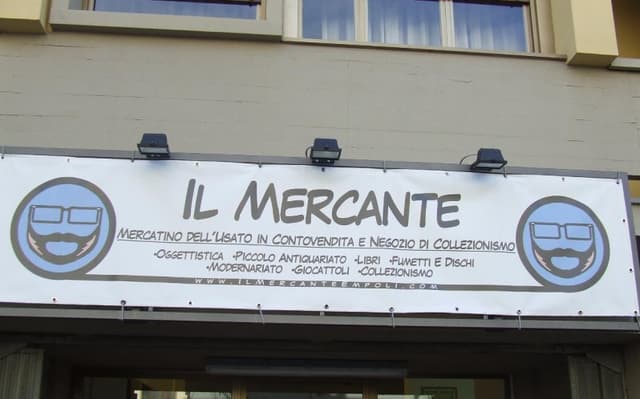 Il Mercante
Mercatino dell'Usato in Contovendita e Negozio di Collezionismo
-Oggettistica -Piccolo Antiquariato -Libri -Fumetti e Dischi
-Modernariato -Giocattoli -Collezionismo
www.ilmercanteempoli.com